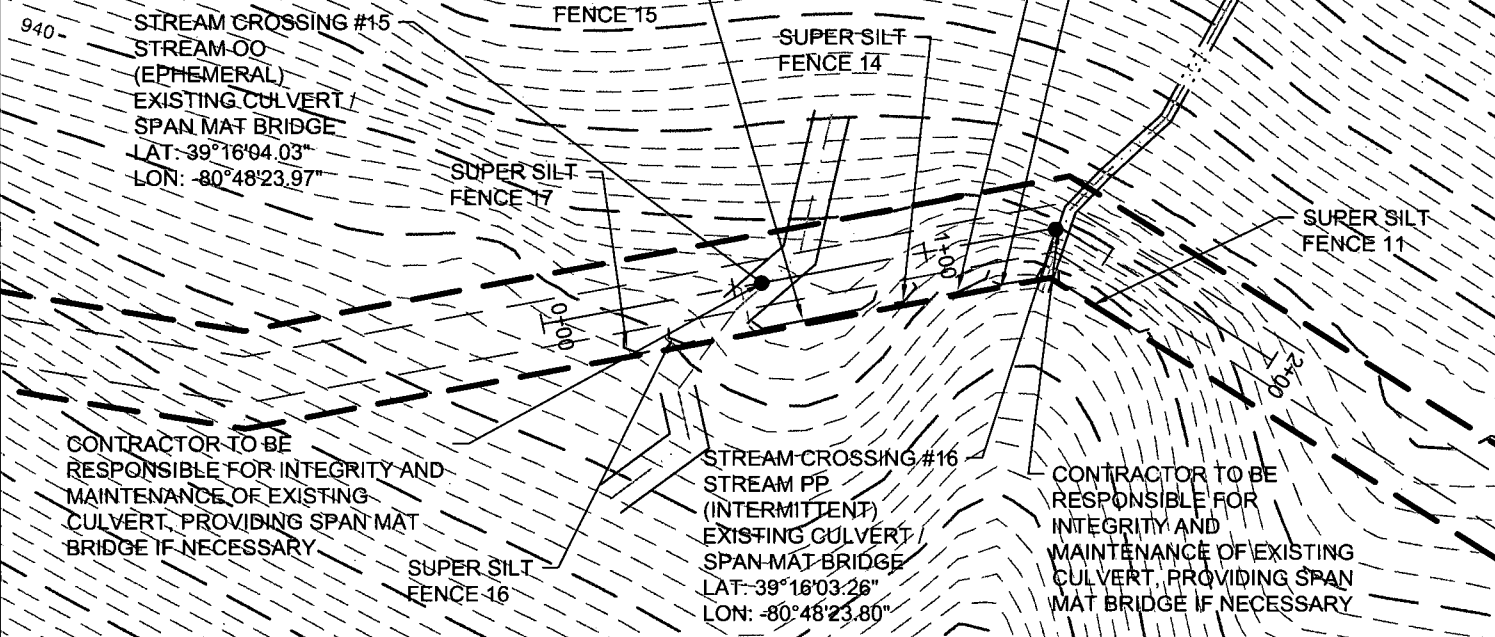 940
STREAM CROSSING #15
STREAM OO
(EPHEMERAL)
EXISTING CULVERT /
SPAN MAT BRIDGE
LAT: 39°16'04.03"
LON: -80°48'23.97"
FENCE 15
SUPER SILT
FENCE 14
SUPER SILT
FENCE 17
SUPER SILT
FENCE 11
0+00
1+00
2+00
CONTRACTOR TO BE
RESPONSIBLE FOR INTEGRITY AND
MAINTENANCE OF EXISTING
CULVERT, PROVIDING SPAN MAT
BRIDGE IF NECESSARY
SUPER SILT
FENCE 16
STREAM CROSSING #16
STREAM PP
(INTERMITTENT)
EXISTING CULVERT /
SPAN MAT BRIDGE
LAT: 39°16'03.26"
LON: -80°48'23.80"
CONTRACTOR TO BE
RESPONSIBLE FOR
INTEGRITY AND
MAINTENANCE OF EXISTING
CULVERT, PROVIDING SPAN
MAT BRIDGE IF NECESSARY